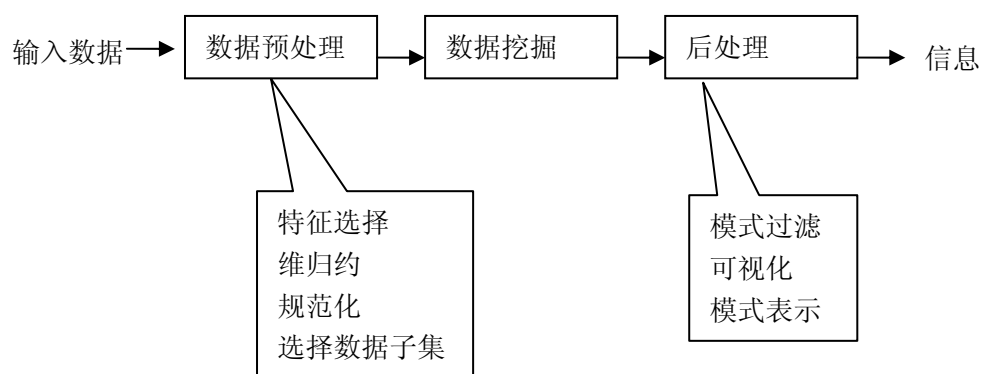 输入数据
数据预处理
数据挖掘
后处理
信息
特征选择
维归约
规范化
选择数据子集
模式过滤
可视化
模式表示